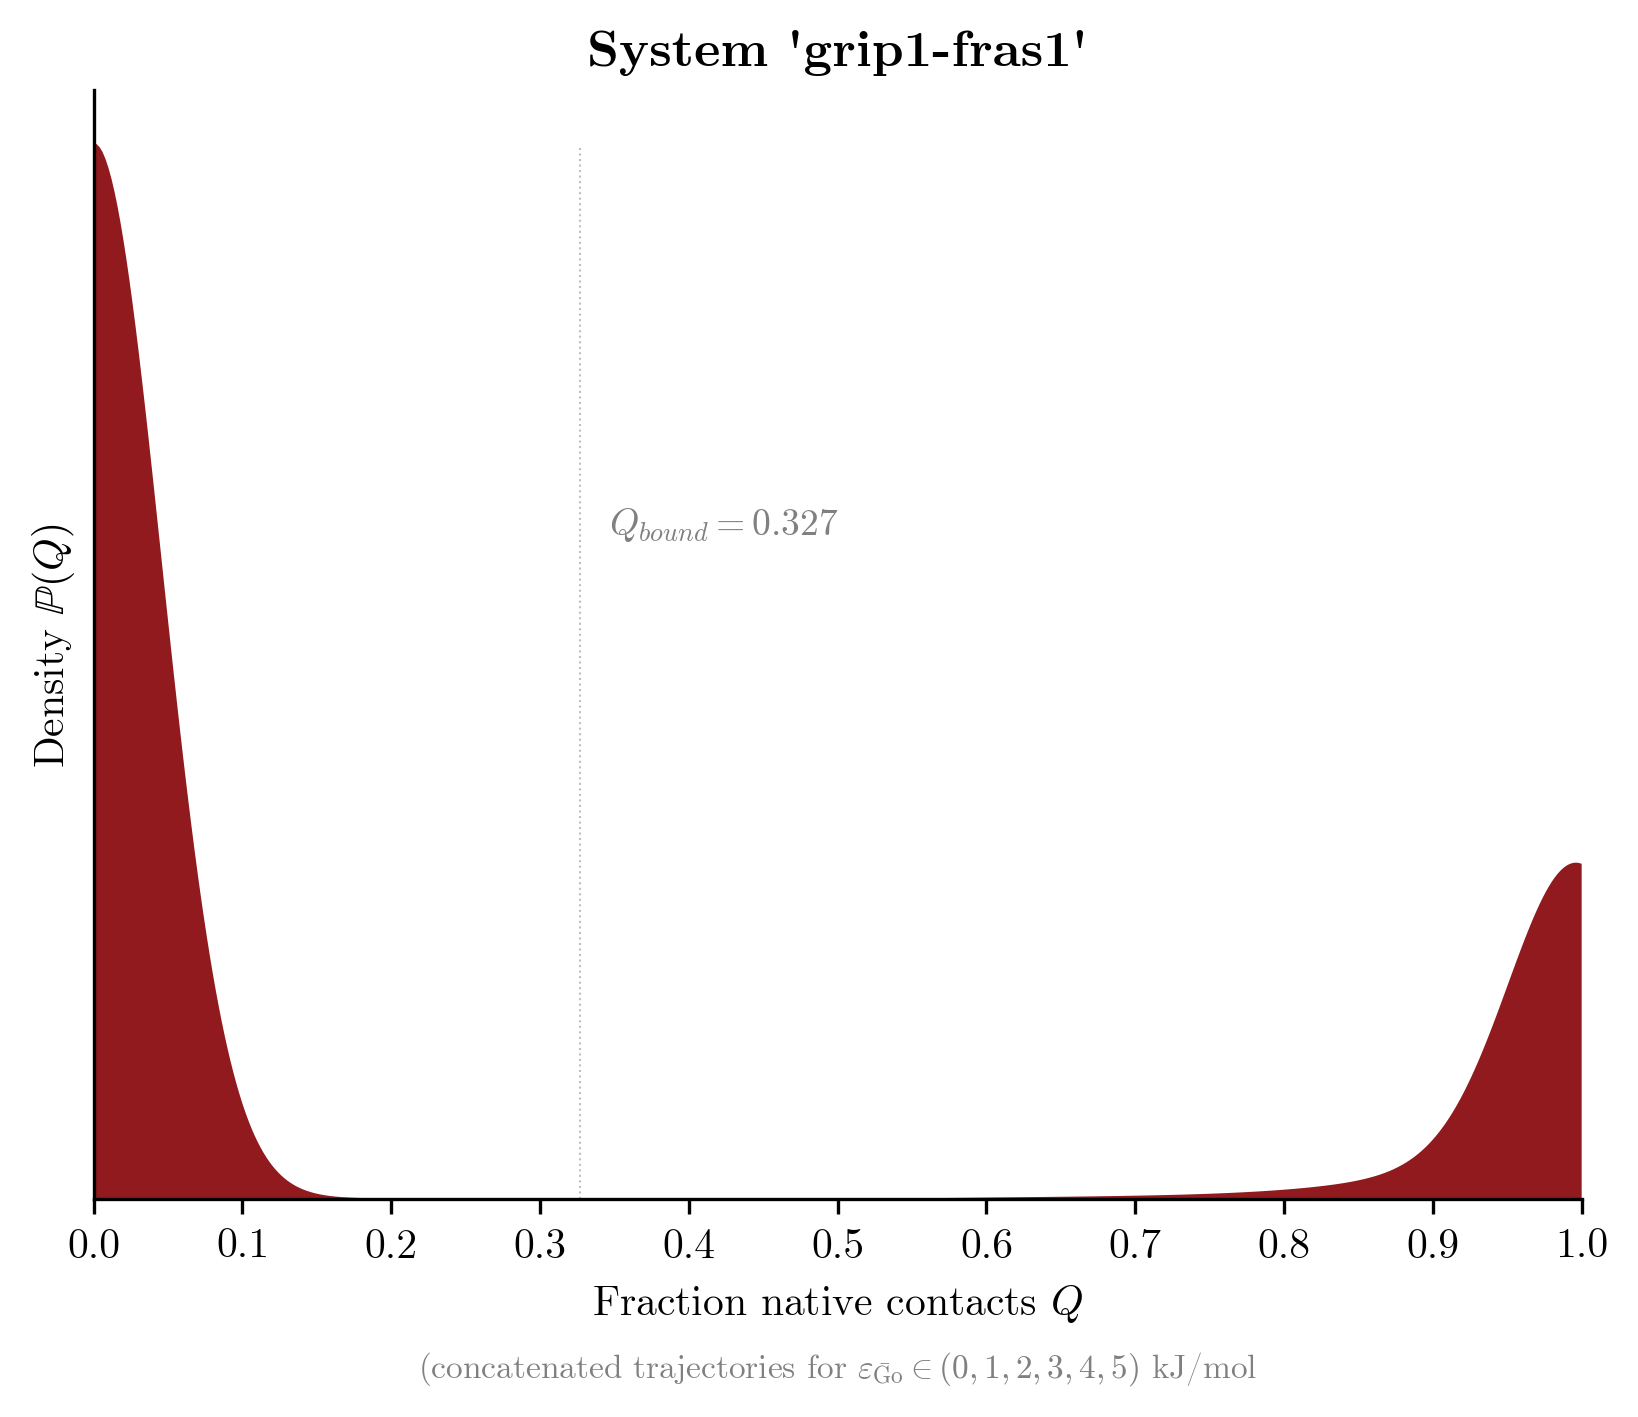 System 'grip1-fras1'
Density ℙ(Q)
Q_bound = 0.327
0.0 0.1 0.2 0.3 0.4 0.5 0.6 0.7 0.8 0.9 1.0
Fraction native contacts Q
(concatenated trajectories for ε_Ḡo ∈ (0, 1, 2, 3, 4, 5) kJ/mol